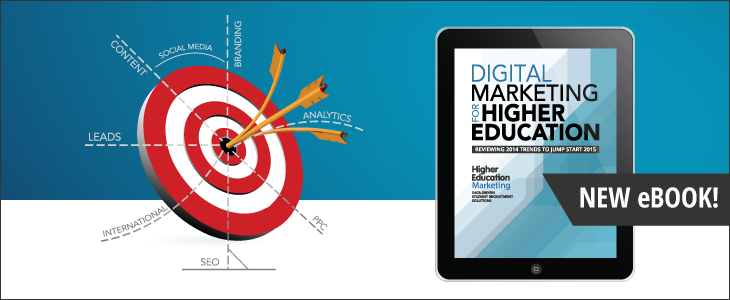 SOCIAL MEDIA
BRANDING
CONTENT
ANALYTICS
LEADS
INTERNATIONAL
PPC
SEO
DIGITAL
MARKETING
FOR HIGHER
EDUCATION
REVIEWING 2014 TRENDS TO JUMP START 2015
Higher
Education
Marketing
DATA DRIVEN
STUDENT RECRUITMENT
SOLUTIONS
NEW eBOOK!